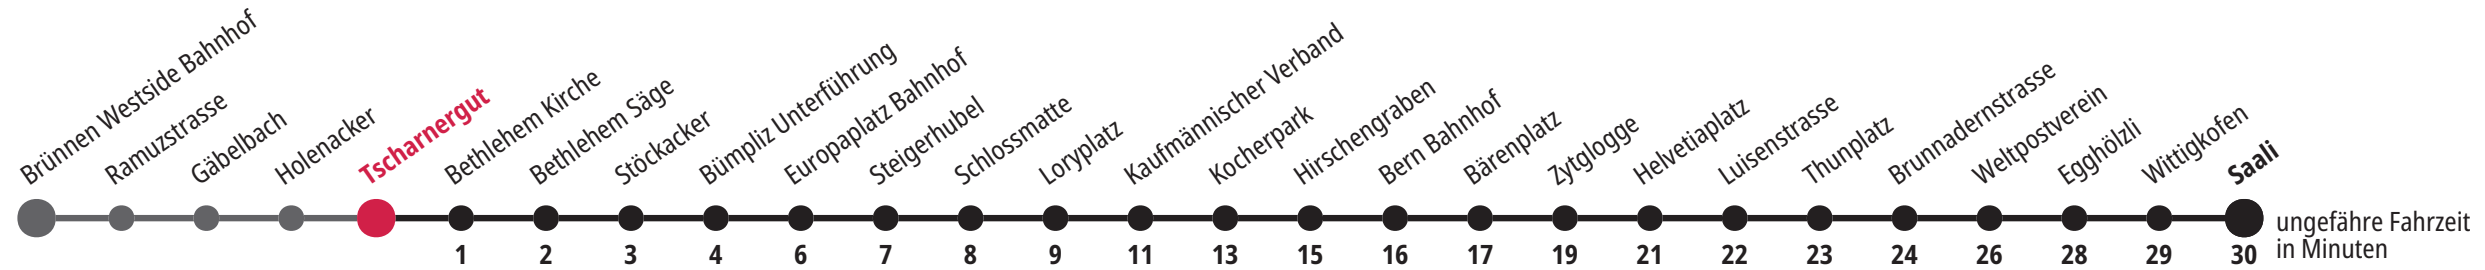 Brünnen Westside Bahnhof
Ramuzstrasse
Gäbelbach
Holenacker
Tscharnergut
Bethlehem Kirche
Bethlehem Säge
Stöckacker
Bümpliz Unterführung
Europaplatz Bahnhof
Steigerhubel
Schlossmatte
Loryplatz
Kaufmännischer Verband
Kocherpark
Hirschengraben
Bern Bahnhof
Bärenplatz
Zytglogge
Helvetiaplatz
Luisenstrasse
Thunplatz
Brunnadernstrasse
Weltpostverein
Egghölzli
Wittigkofen
Saali
1 2 3 4 6 7 8 9 11 13 15 16 17 19 21 22 23 24 26 28 29 30
ungefähre Fahrzeit
in Minuten